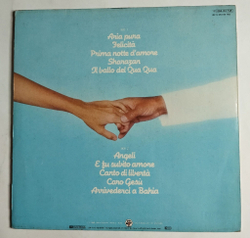 Aria pura
Felicità
Prima notte d'amore
Sharazan
Il ballo del Qua Qua
Angeli
E fu subito amore
Canto di libertà
Caro Gesù
Arrivederci a Bahia